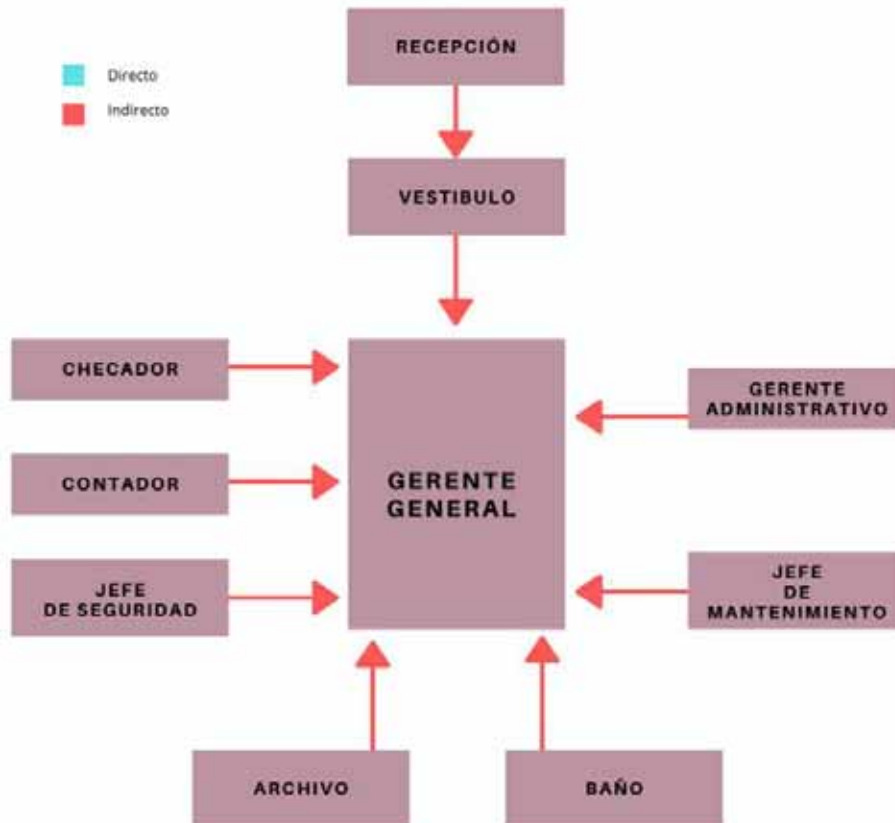 RECEPCIÓN
Directo
Indirecto
VESTIBULO
CHECADOR
GERENTE
ADMINISTRATIVO
CONTADOR
GERENTE
GENERAL
JEFE
DE SEGURIDAD
JEFE
DE
MANTENIMIENTO
ARCHIVO
BAÑO